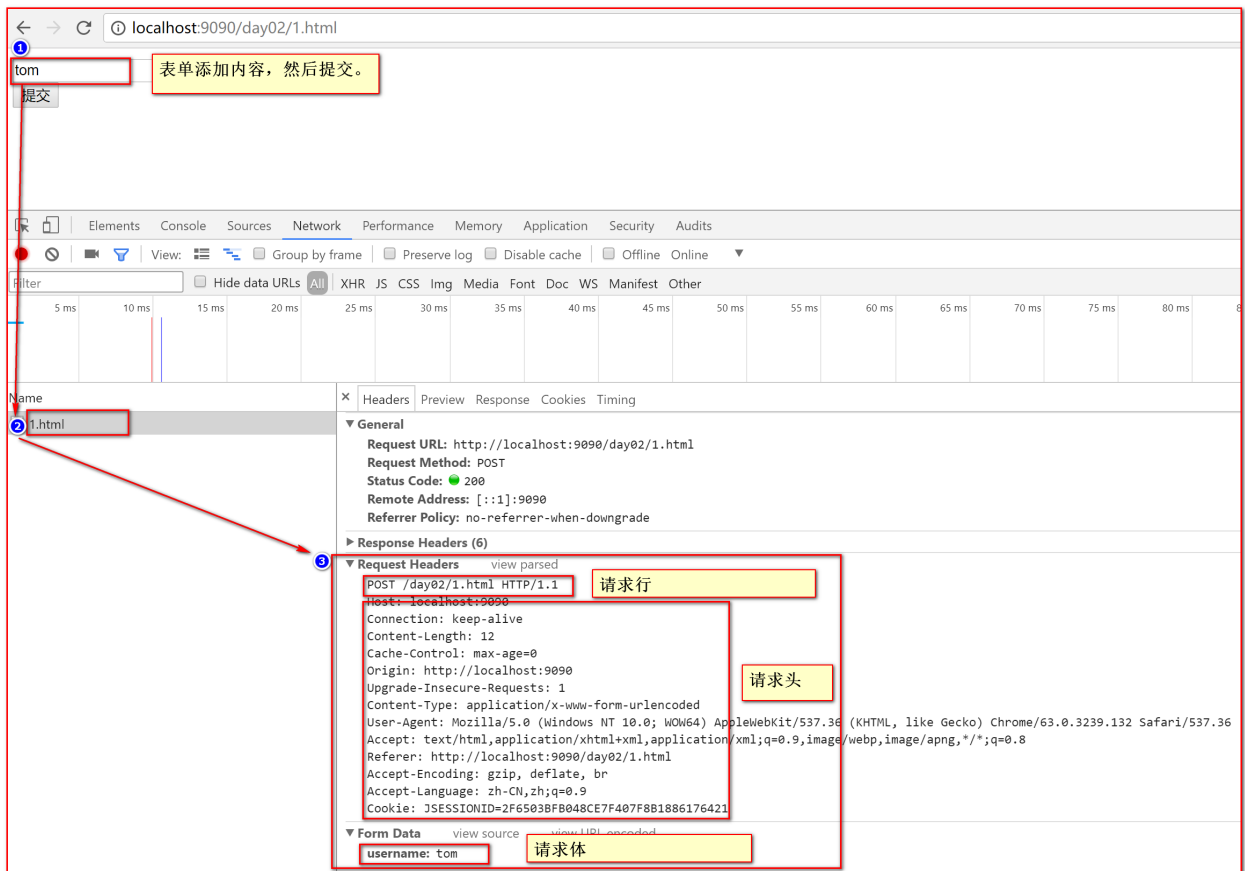 localhost:9090/day02/1.html
1
tom
表单添加内容，然后提交。
提交
Elements Console Sources Network Performance Memory Application Security Audits
View: Group by frame Preserve log Disable cache Offline Online
Filter Hide data URLs All XHR JS CSS Img Media Font Doc WS Manifest Other
5 ms 10 ms 15 ms 20 ms 25 ms 30 ms 35 ms 40 ms 45 ms 50 ms 55 ms 60 ms 65 ms 70 ms 75 ms 80 ms 8
Name
× Headers Preview Response Cookies Timing
2 1.html
General
Request URL: http://localhost:9090/day02/1.html
Request Method: POST
Status Code: 200
Remote Address: [::1]:9090
Referrer Policy: no-referrer-when-downgrade
Response Headers (6)
3
Request Headers view parsed
POST /day02/1.html HTTP/1.1
请求行
Host: localhost:9090
Connection: keep-alive
Content-Length: 12
Cache-Control: max-age=0
Origin: http://localhost:9090
请求头
Upgrade-Insecure-Requests: 1
Content-Type: application/x-www-form-urlencoded
User-Agent: Mozilla/5.0 (Windows NT 10.0; WOW64) AppleWebKit/537.36 (KHTML, like Gecko) Chrome/63.0.3239.132 Safari/537.36
Accept: text/html,application/xhtml+xml,application/xml;q=0.9,image/webp,image/apng,*/*;q=0.8
Referer: http://localhost:9090/day02/1.html
Accept-Encoding: gzip, deflate, br
Accept-Language: zh-CN,zh;q=0.9
Cookie: JSESSIONID=2F6503BFB048CE7F407F8B1886176421
Form Data view source view URL encoded
请求体
username: tom